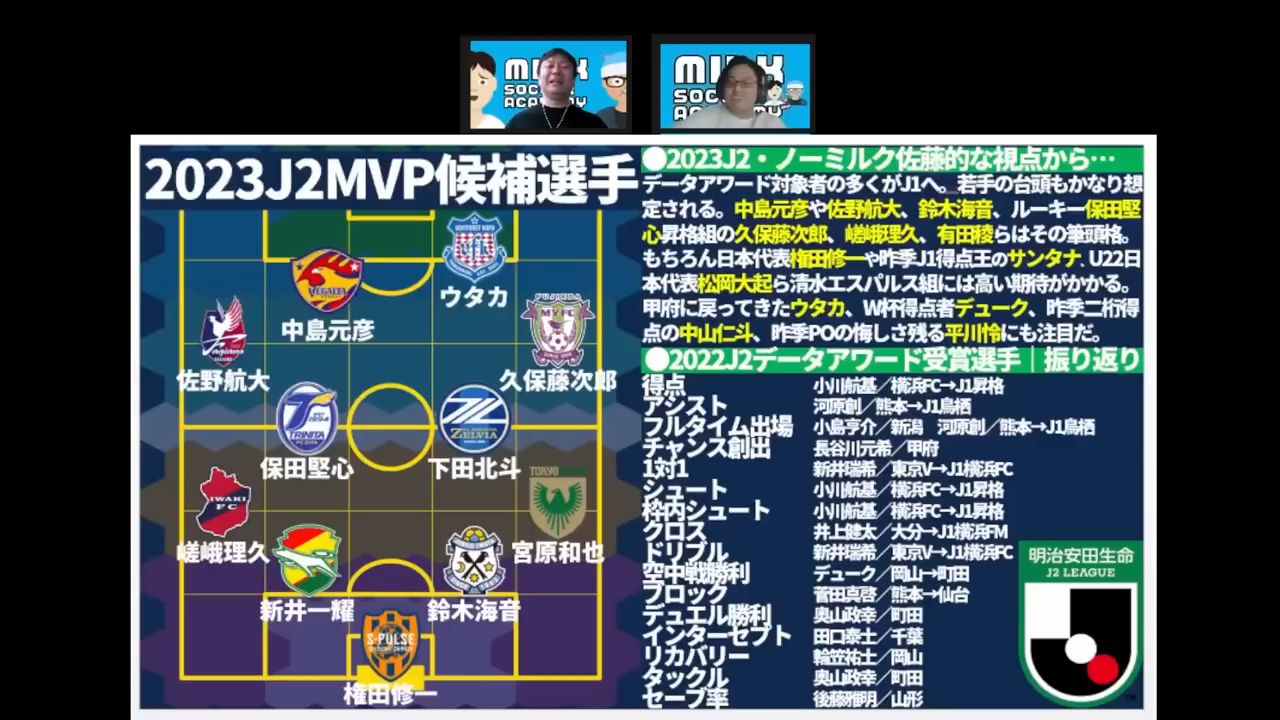 MILK
SOC
ACADEMY
MILK
SOC
2023J2MVP候補選手
VEGALTA
中島元彦
VENTFORET KOFU
VFK
ウタカ
佐野航大
FUJIEDA
MYFC
久保藤次郎
TRINITA
保田堅心
ZELVIA
下田北斗
IWAKI
FC
嵯峨理久
TOKYO
宮原和也
新井一耀
鈴木海音
S-PULSE
権田修一
●2023J2・ノーミルク佐藤的な視点から…
データアワード対象者の多くがJ1へ。若手の台頭もかなり想
定される。中島元彦や佐野航大、鈴木海音、ルーキー保田堅
心昇格組の久保藤次郎、嵯峨理久、有田稜らはその筆頭格。
もちろん日本代表権田修一や昨季J1得点王のサンタナ、U22日
本代表松岡大起ら清水エスパルス組には高い期待がかかる。
甲府に戻ってきたウタカ、W杯得点者デューク、昨季二桁得
点の中山仁斗、昨季POの悔しさ残る平川怜にも注目だ。
●2022J2データアワード受賞選手｜振り返り
得点 小川航基／横浜FC→J1昇格
アシスト 河原創／熊本→J1鳥栖
フルタイム出場 小島亨介／新潟 河原創／熊本→J1鳥栖
チャンス創出 長谷川元希／甲府
1対1 新井瑞希／東京V→J1横浜FC
シュート 小川航基／横浜FC→J1昇格
枠内シュート 小川航基／横浜FC→J1昇格
クロス 井上健太／大分→J1横浜FM
ドリブル 新井瑞希／東京V→J1横浜FC
空中戦勝利 デューク／岡山→町田
ブロック 菅田真啓／熊本→仙台
デュエル勝利 奥山政幸／町田
インターセプト 田口泰士／千葉
リカバリー 輪笠祐士／岡山
タックル 奥山政幸／町田
セーブ率 後藤雅明／山形
明治安田生命
J2 LEAGUE